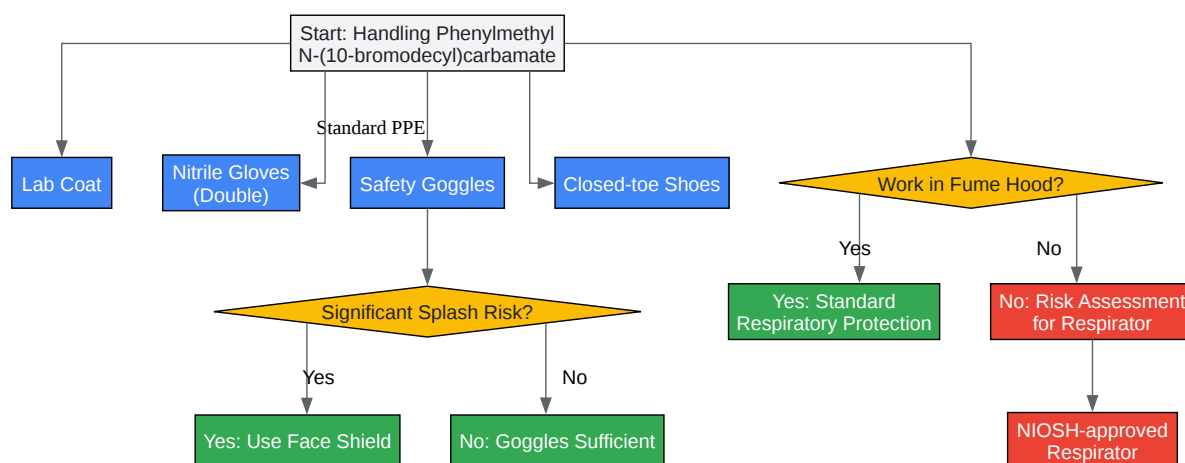 Start: Handling Phenylmethyl
N-(10-bromodecyl)carbamate
Standard PPE
Lab Coat
Nitrile Gloves
(Double)
Safety Goggles
Closed-toe Shoes
Work in Fume Hood?
Yes
No
Significant Splash Risk?
Yes: Standard
Respiratory Protection
No: Risk Assessment
for Respirator
Yes
No
Yes: Use Face Shield
No: Goggles Sufficient
NIOSH-approved
Respirator